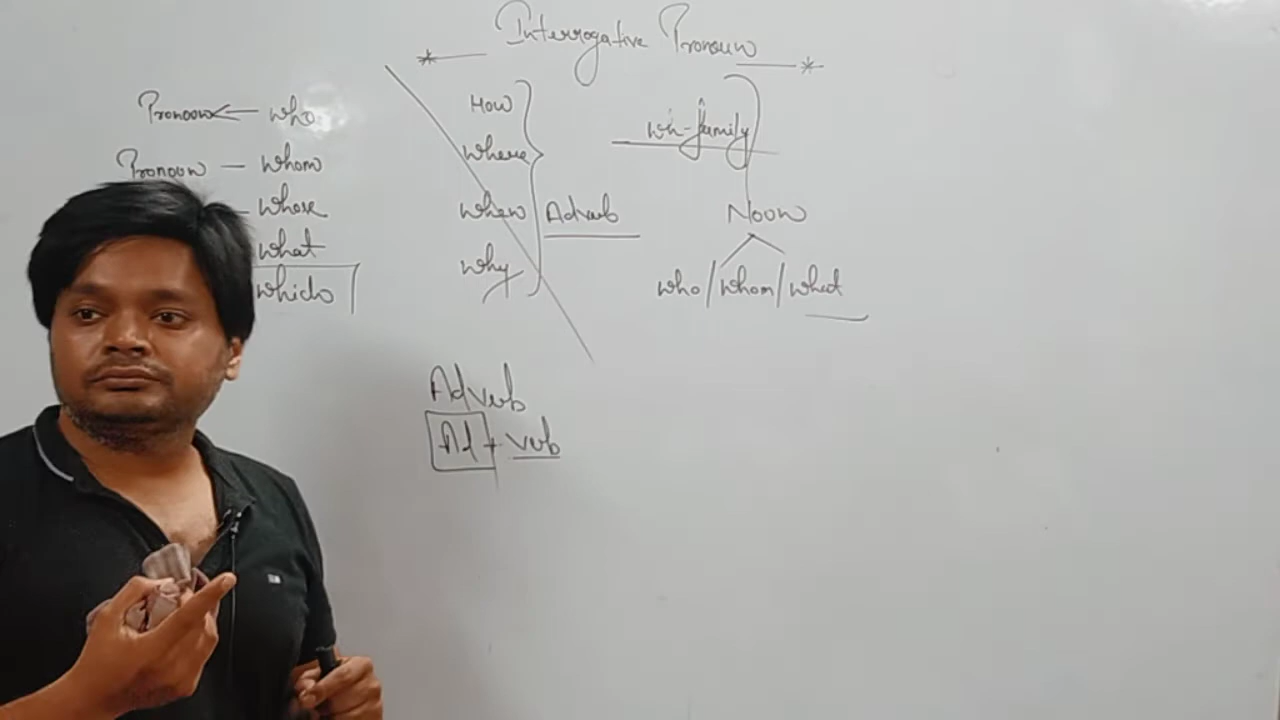 * Interrogative Pronoun *
Pronoun ← who
Pronoun — whom
— whose
what
which
How
where
when
why
Adverb
wh-family
Noun
who / whom / what
Adverb
Ad + verb